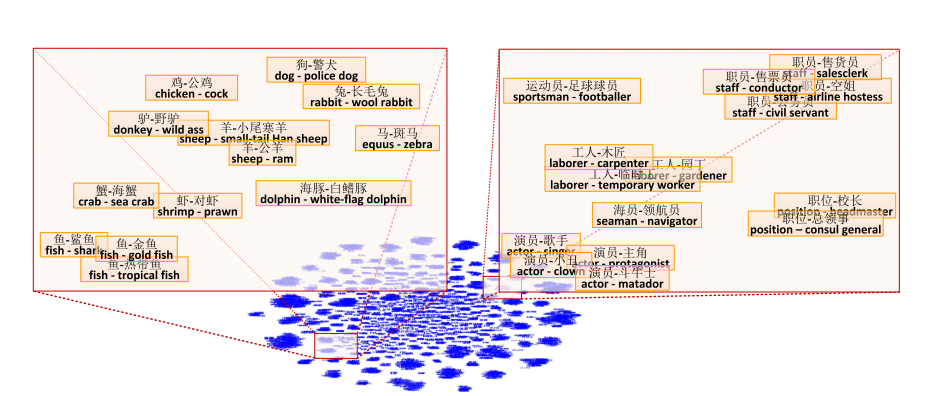 狗-警犬
dog - police dog
鸡-公鸡
chicken - cock
兔-长毛兔
rabbit - wool rabbit
驴-野驴
donkey - wild ass
羊-小尾寒羊
sheep - small-tail Han sheep
羊-公羊
sheep - ram
马-斑马
equus - zebra
蟹-海蟹
crab - sea crab
虾-对虾
shrimp - prawn
海豚-白鳍豚
dolphin - white-flag dolphin
鱼-鲨鱼
fish - shark
鱼-金鱼
fish - gold fish
鱼-热带鱼
fish - tropical fish
职员-售货员
staff - salesclerk
职员-售票员
staff - conductor
职员-空姐
staff - airline hostess
职员-公务员
staff - civil servant
运动员-足球球员
sportsman - footballer
工人-木匠
laborer - carpenter
工人-园工
laborer - gardener
工人-临时
laborer - temporary worker
海员-领航员
seaman - navigator
职位-校长
position - headmaster
职位-总领事
position – consul general
演员-歌手
actor - singer
演员-主角
actor - protagonist
演员-小丑
actor - clown
演员-斗牛士
actor - matador